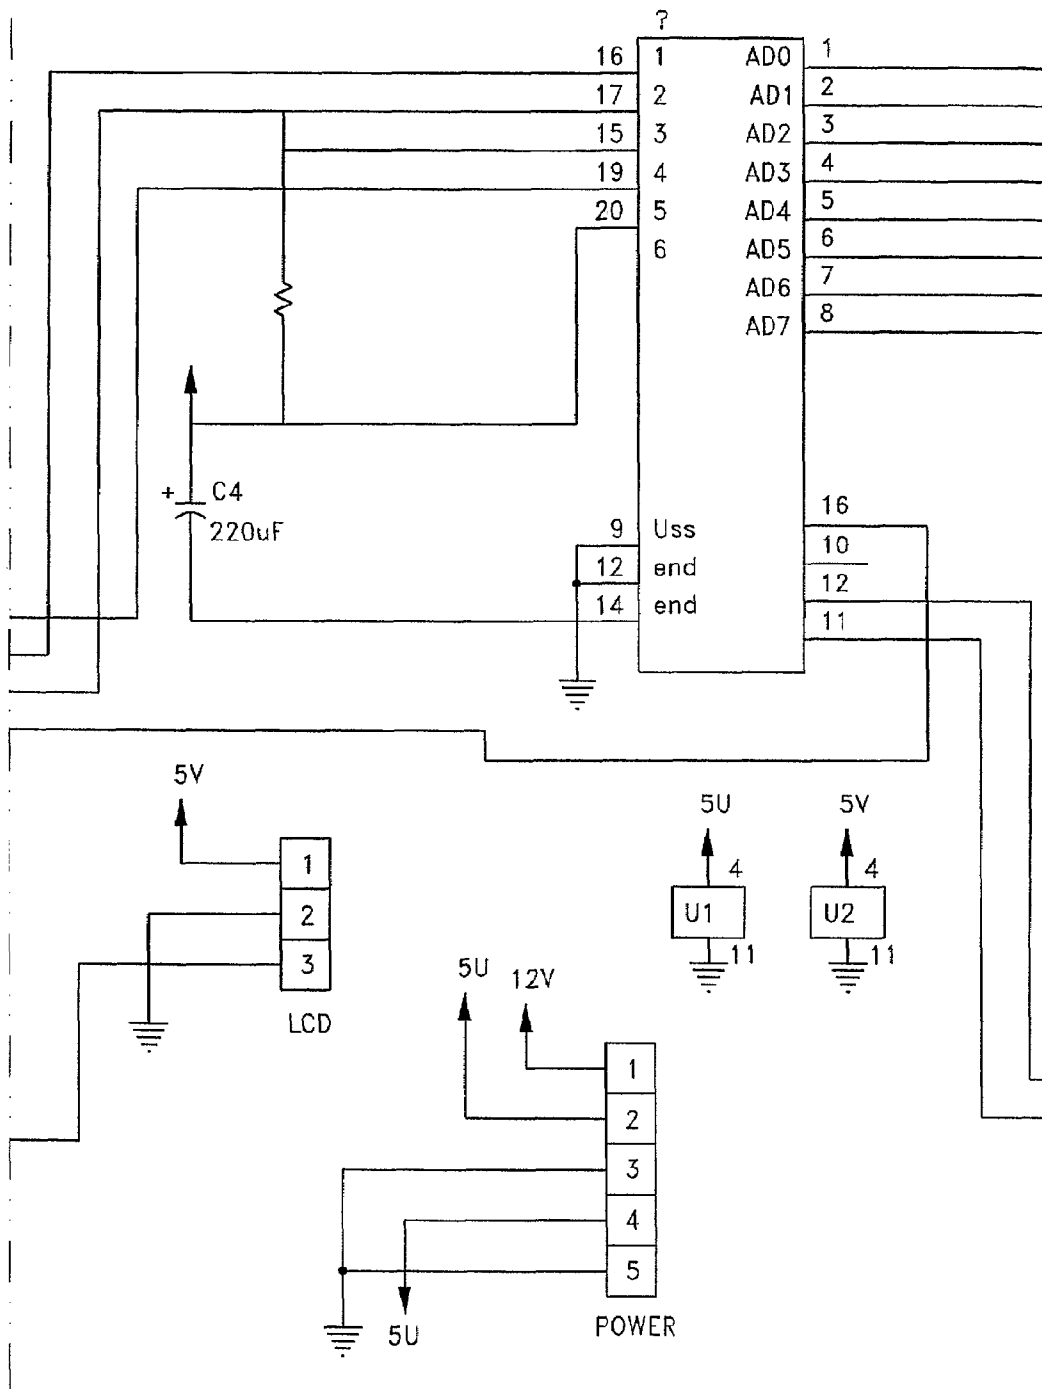 ?
16 1 AD0 1
17 2 AD1 2
15 3 AD2 3
19 4 AD3 4
20 5 AD4 5
6 AD5 6
AD6 7
AD7 8
+ C4
220uF
9 Uss 16
12 end 10
14 end 12
11
5V
1
2
3
LCD
5U 5V
4 4
U1 U2
11 11
5U 12V
1
2
3
4
5
5U
POWER